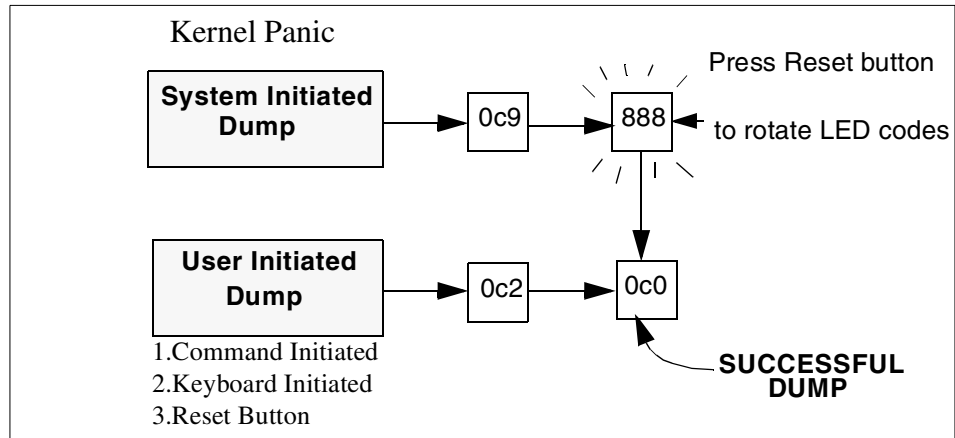 Kernel Panic
System Initiated
Dump
0c9
888
Press Reset button
to rotate LED codes
User Initiated
Dump
0c2
0c0
1.Command Initiated
2.Keyboard Initiated
3.Reset Button
SUCCESSFUL
DUMP